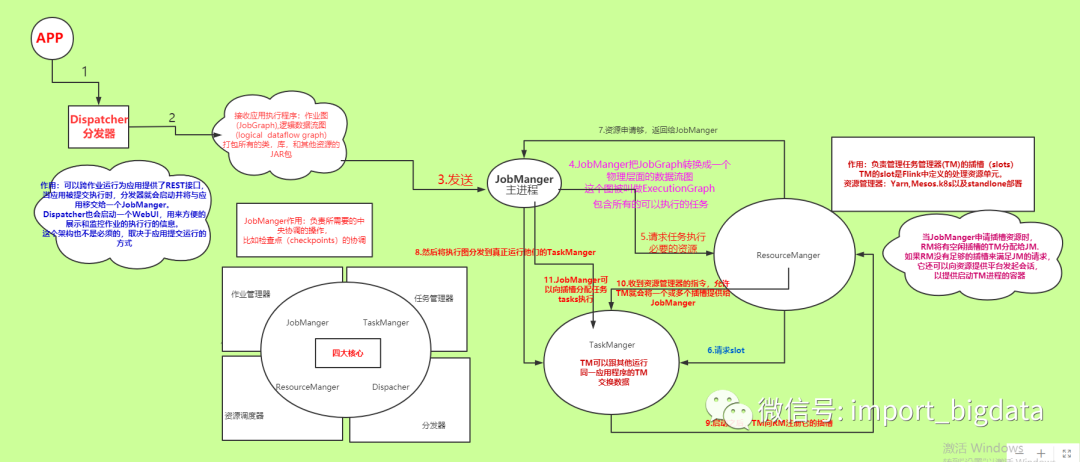 APP
1
Dispatcher
分发器
2
接收应用执行程序：作业图
(JobGraph),逻辑数据流图
(logical dataflow graph)
打包所有的类、库，和其他资源的
JAR包
作用：可以跨作业运行为应用提供了REST接口，
当应用被提交执行时，分发器就会启动并将与应
用移交给一个JobManger。
Dispatcher也会启动一个WebUI，用来方便的
展示和监控作业的执行行的信息。
这个架构也不是必须的，取决于应用提交运行的
方式
3.发送
JobManger
主进程
JobManger作用：负责所需要的中
央协调的操作.
比如检查点（checkpoints）的协调
7.资源申请够，返回给JobManger
4.JobManger把JobGraph转换成一个
物理层面的数据流图
这个图被叫做ExecutionGraph
包含所有的可以执行的任务
5.请求任务执行
必要的资源
8.然后将执行图分发到真正运行他们的TaskManger
作用：负责管理任务管理器(TM)的插槽（slots）
TM的slot是Flink中定义的处理资源单元。
资源管理器：Yarn,Mesos.k8s以及standlone部署
ResourceManger
当JobManger申请插槽资源时，
RM将有空闲插槽的TM分配给JM.
如果RM没有足够的插槽来满足JM的请求，
它还可以向资源提供平台发起会话，
以提供启动TM进程的容器
11.JobManger可
以向插槽分配任务
tasks执行
10.收到资源管理器的指令，允许
TM就会将一个或多个插槽提供给
JobManger
作业管理器
任务管理器
JobManger
TaskManger
四大核心
ResourceManger
Dispacher
资源调度器
分发器
TaskManger
TM可以跟其他运行
同一应用程序的TM
交换数据
6.请求slot
微信号: import_bigdata
TM向RM注册它的插槽
激活 Windows